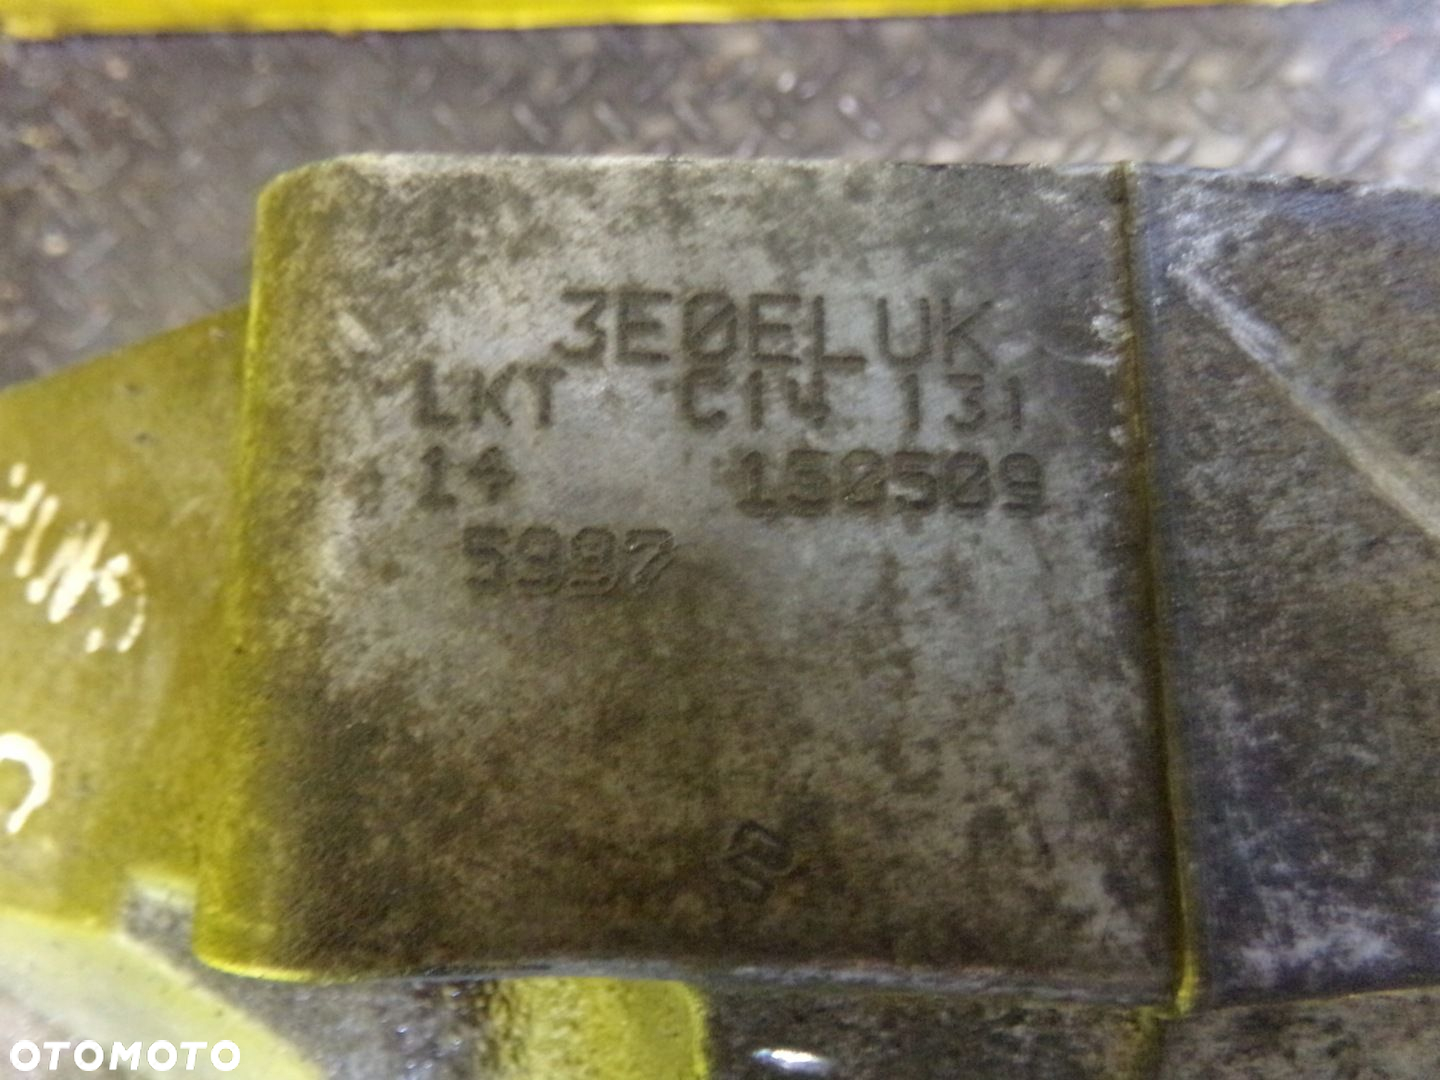 3E0ELUK
LKT C14 131
14 150509
5997
OTOMOTO